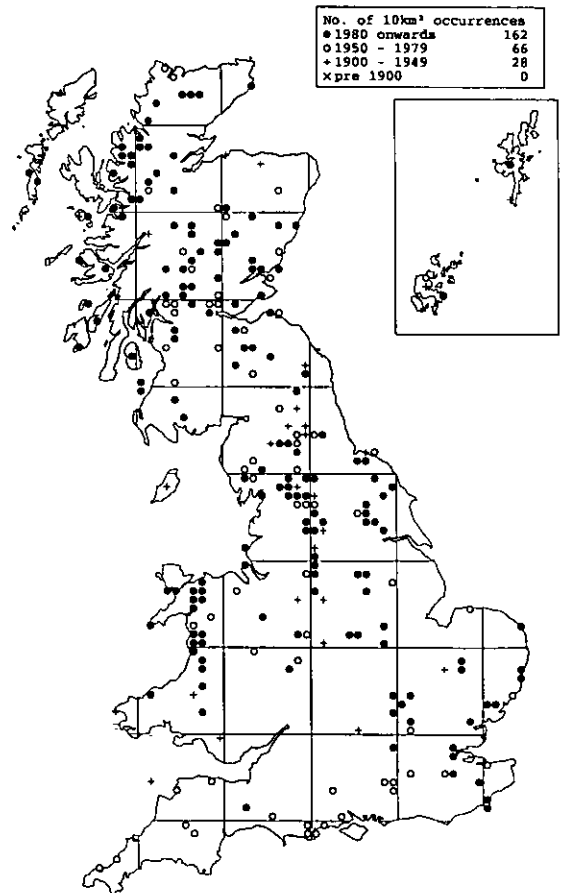 No. of 10km² occurrences
● 1980 onwards 162
○ 1950 - 1979 66
+ 1900 - 1949 28
× pre 1900 0